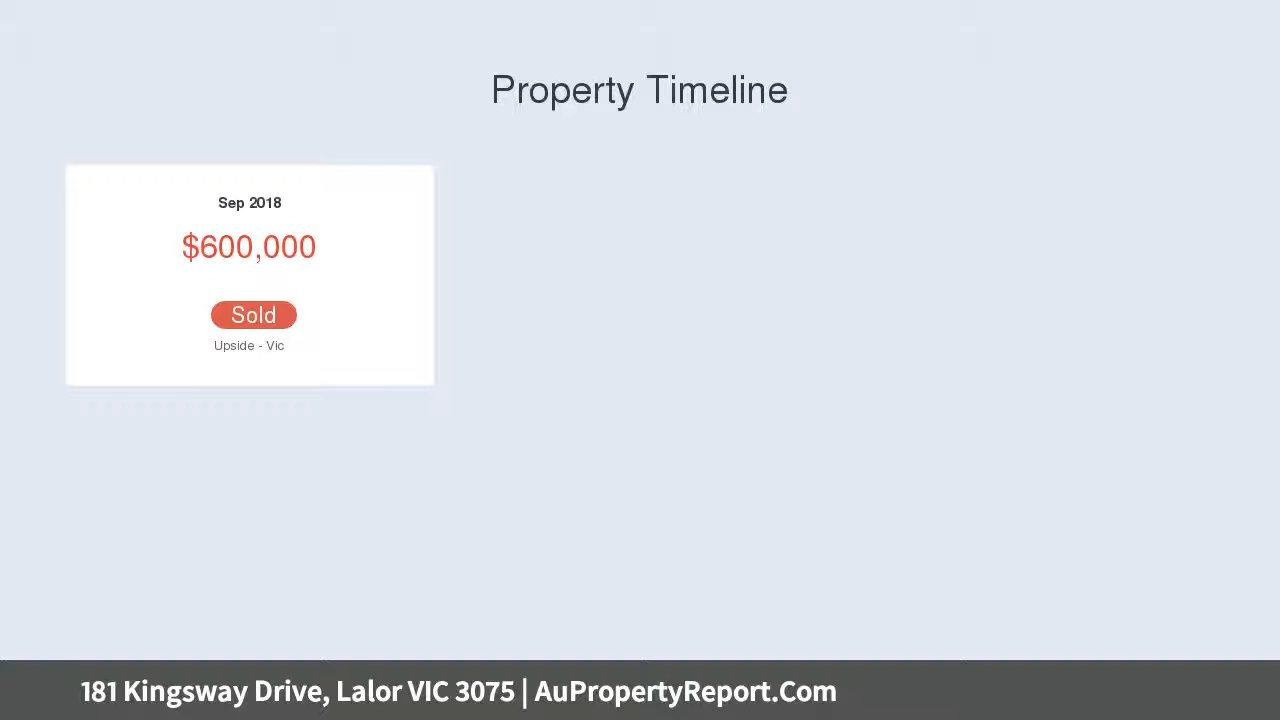 Property Timeline
Sep 2018
$600,000
Sold
Upside - Vic
181 Kingsway Drive, Lalor VIC 3075 | AuPropertyReport.Com